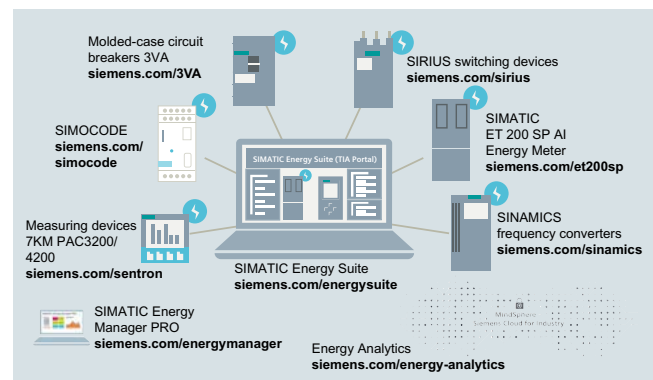 Molded-case circuit
breakers 3VA
siemens.com/3VA
SIRIUS switching devices
siemens.com/sirius
SIMOCODE
siemens.com/
simocode
SIMATIC
ET 200 SP AI
Energy Meter
siemens.com/et200sp
SIMATIC Energy Suite (TIA Portal)
Measuring devices
7KM PAC3200/
4200
siemens.com/sentron
SINAMICS
frequency converters
siemens.com/sinamics
SIMATIC Energy Suite
siemens.com/energysuite
SIMATIC Energy
Manager PRO
siemens.com/energymanager
MindSphere
Siemens Cloud for Industry
Energy Analytics
siemens.com/energy-analytics